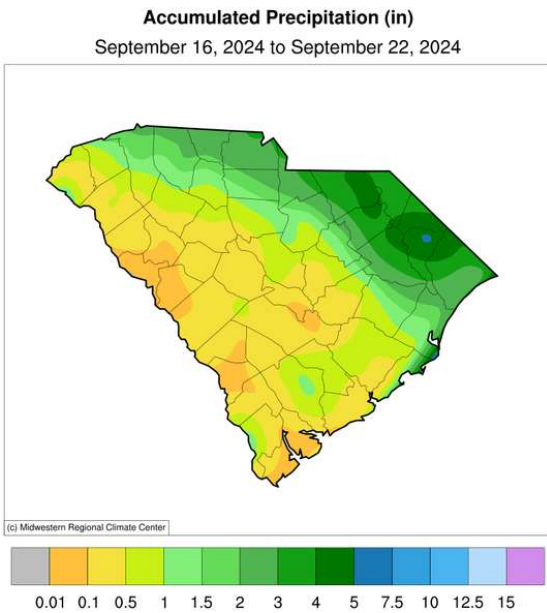 Accumulated Precipitation (in)
September 16, 2024 to September 22, 2024
(c) Midwestern Regional Climate Center
0.01 0.1 0.5 1 1.5 2 3 4 5 7.5 10 12.5 15